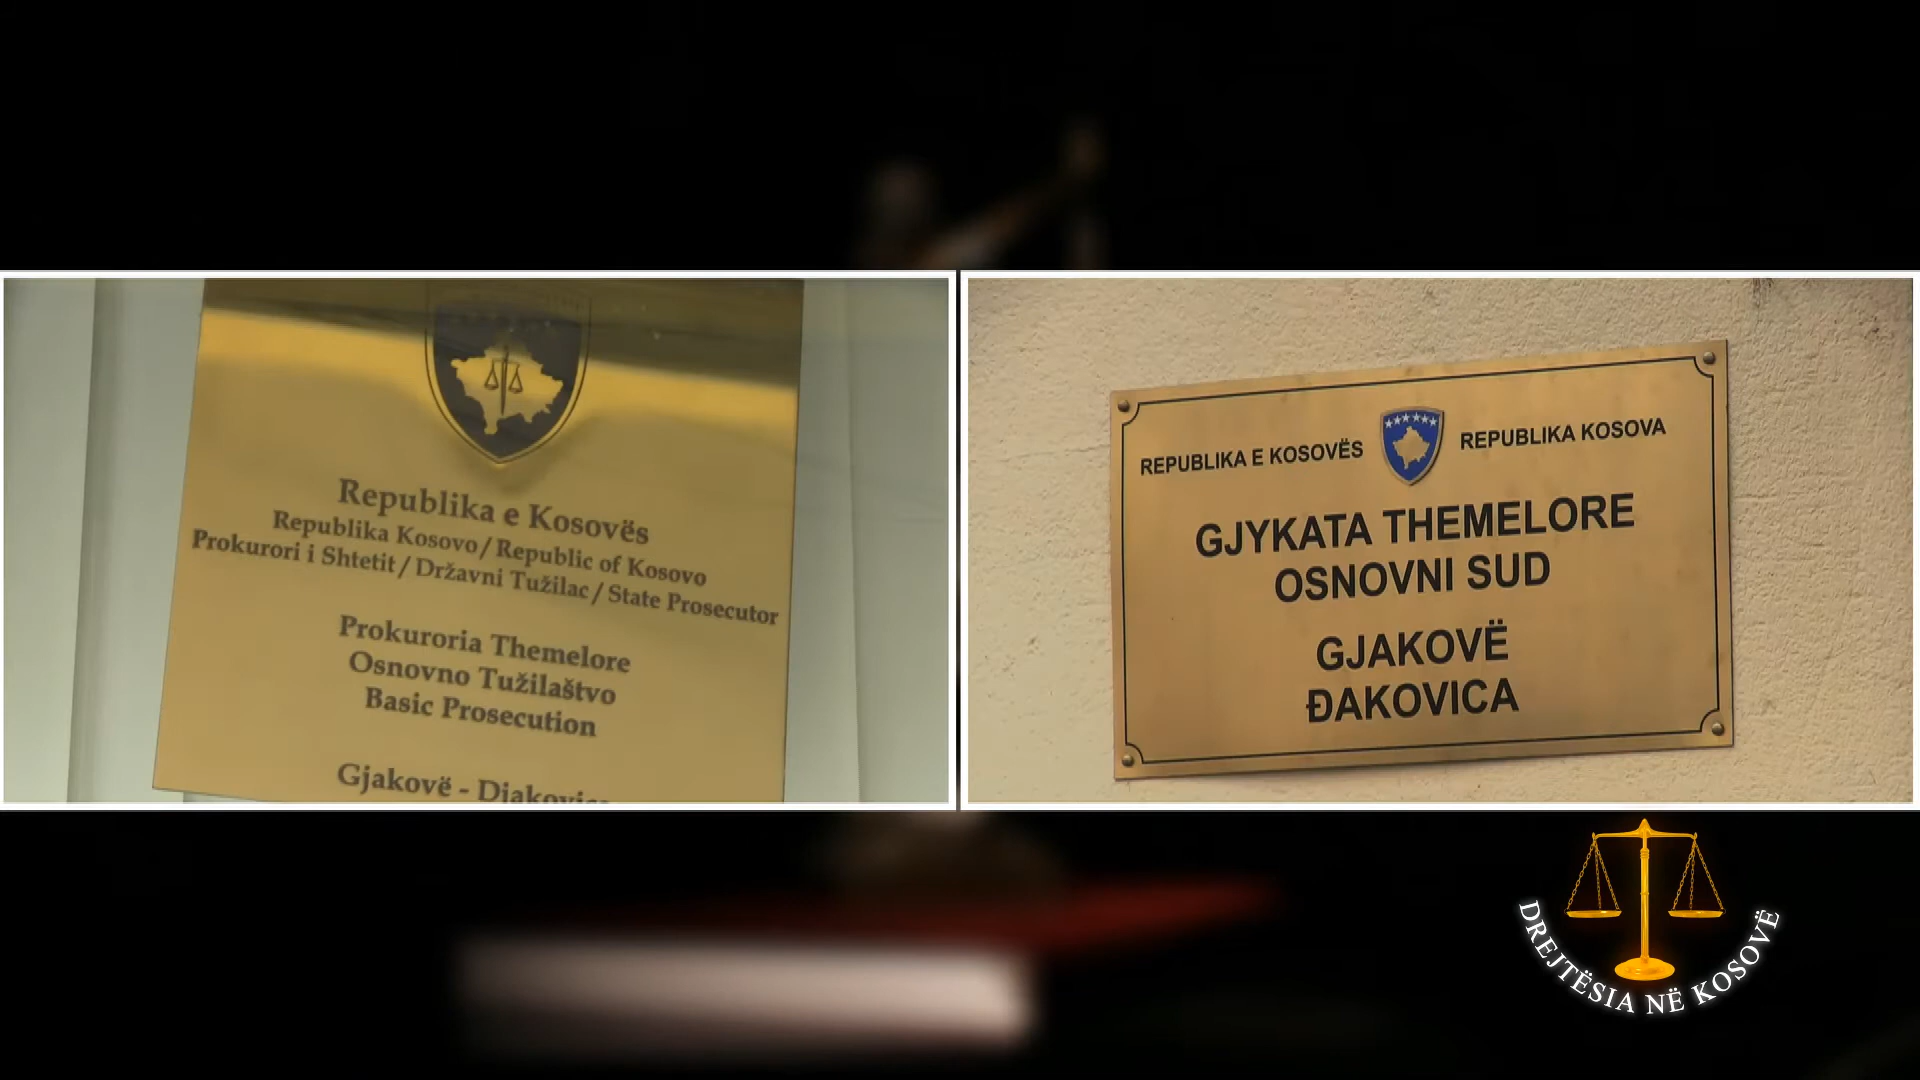 Republika e Kosovës
Republika Kosovo / Republic of Kosovo
Prokurori i Shtetit / Državni Tužilac / State Prosecutor
Prokuroria Themelore
Osnovno Tužilaštvo
Basic Prosecution
Gjakovë - Djakovica
REPUBLIKA E KOSOVËS
REPUBLIKA KOSOVA
GJYKATA THEMELORE
OSNOVNI SUD
GJAKOVË
ĐAKOVICA
DREJTËSIA NË KOSOVË